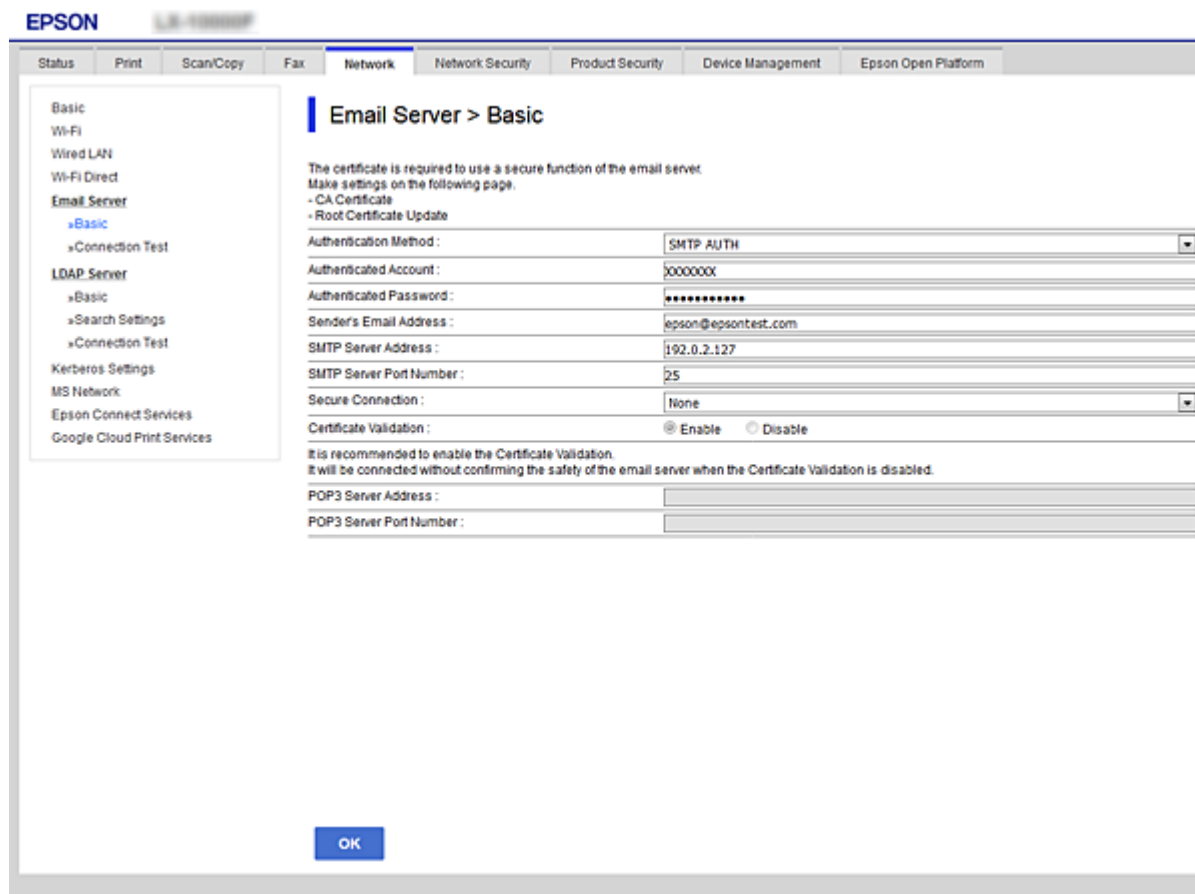 EPSON
Status Print Scan/Copy Fax Network Network Security Product Security Device Management Epson Open Platform
Basic
Wi-Fi
Wired LAN
Wi-Fi Direct
Email Server
»Basic
»Connection Test
LDAP Server
»Basic
»Search Settings
»Connection Test
Kerberos Settings
MS Network
Epson Connect Services
Google Cloud Print Services
Email Server > Basic
The certificate is required to use a secure function of the email server.
Make settings on the following page.
- CA Certificate
- Root Certificate Update
Authentication Method : SMTP AUTH
Authenticated Account : XXXXXXX
Authenticated Password : •••••••••••
Sender's Email Address : epson@epsontest.com
SMTP Server Address : 192.0.2.127
SMTP Server Port Number : 25
Secure Connection : None
Certificate Validation : Enable Disable
It is recommended to enable the Certificate Validation.
It will be connected without confirming the safety of the email server when the Certificate Validation is disabled.
POP3 Server Address :
POP3 Server Port Number :
OK